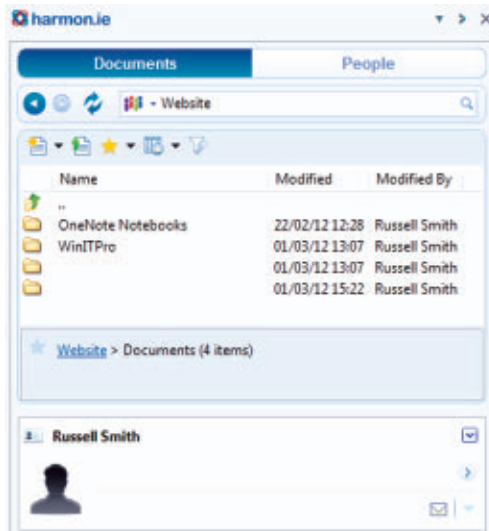 harmon.ie
Documents People
- Website
Name Modified Modified By
..
OneNote Notebooks 22/02/12 12:28 Russell Smith
WinITPro 01/03/12 13:07 Russell Smith
01/03/12 13:07 Russell Smith
01/03/12 15:22 Russell Smith
Website > Documents (4 items)
Russell Smith